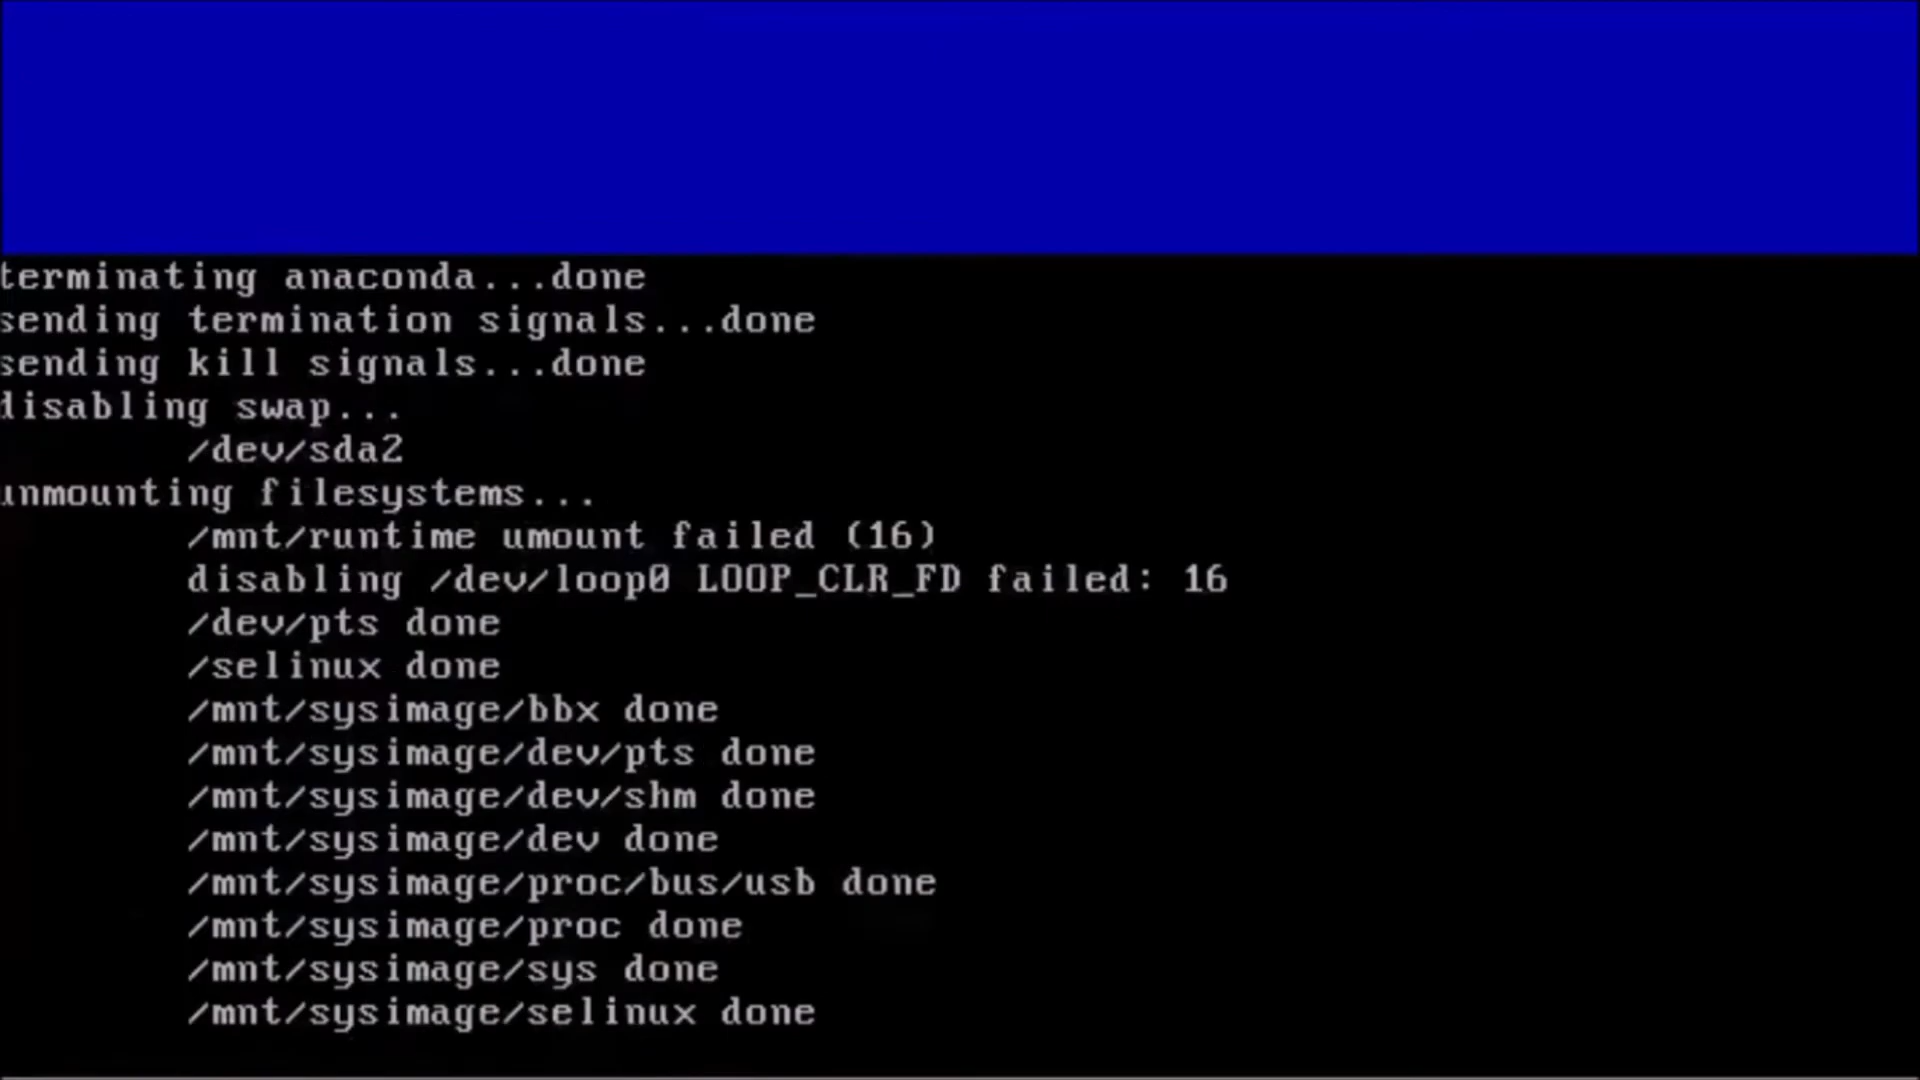 terminating anaconda...done
sending termination signals...done
sending kill signals...done
disabling swap...
/dev/sda2
unmounting filesystems...
/mnt/runtime umount failed (16)
disabling /dev/loop0 LOOP_CLR_FD failed: 16
/dev/pts done
/selinux done
/mnt/sysimage/bbx done
/mnt/sysimage/dev/pts done
/mnt/sysimage/dev/shm done
/mnt/sysimage/dev done
/mnt/sysimage/proc/bus/usb done
/mnt/sysimage/proc done
/mnt/sysimage/sys done
/mnt/sysimage/selinux done